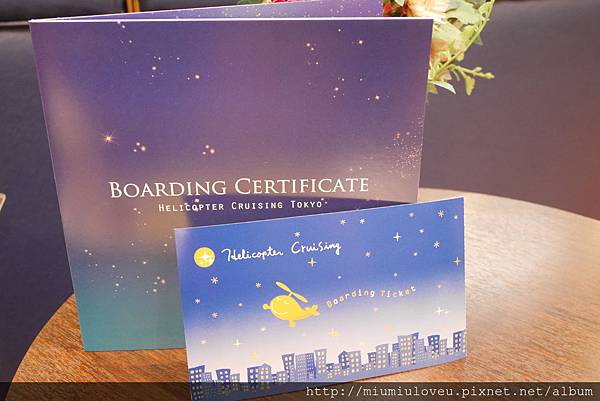 BOARDING CERTIFICATE
HELICOPTER CRUISING TOKYO
Helicopter Cruising
Boarding Ticket
http://miumiuloveu.pixnet.net/album